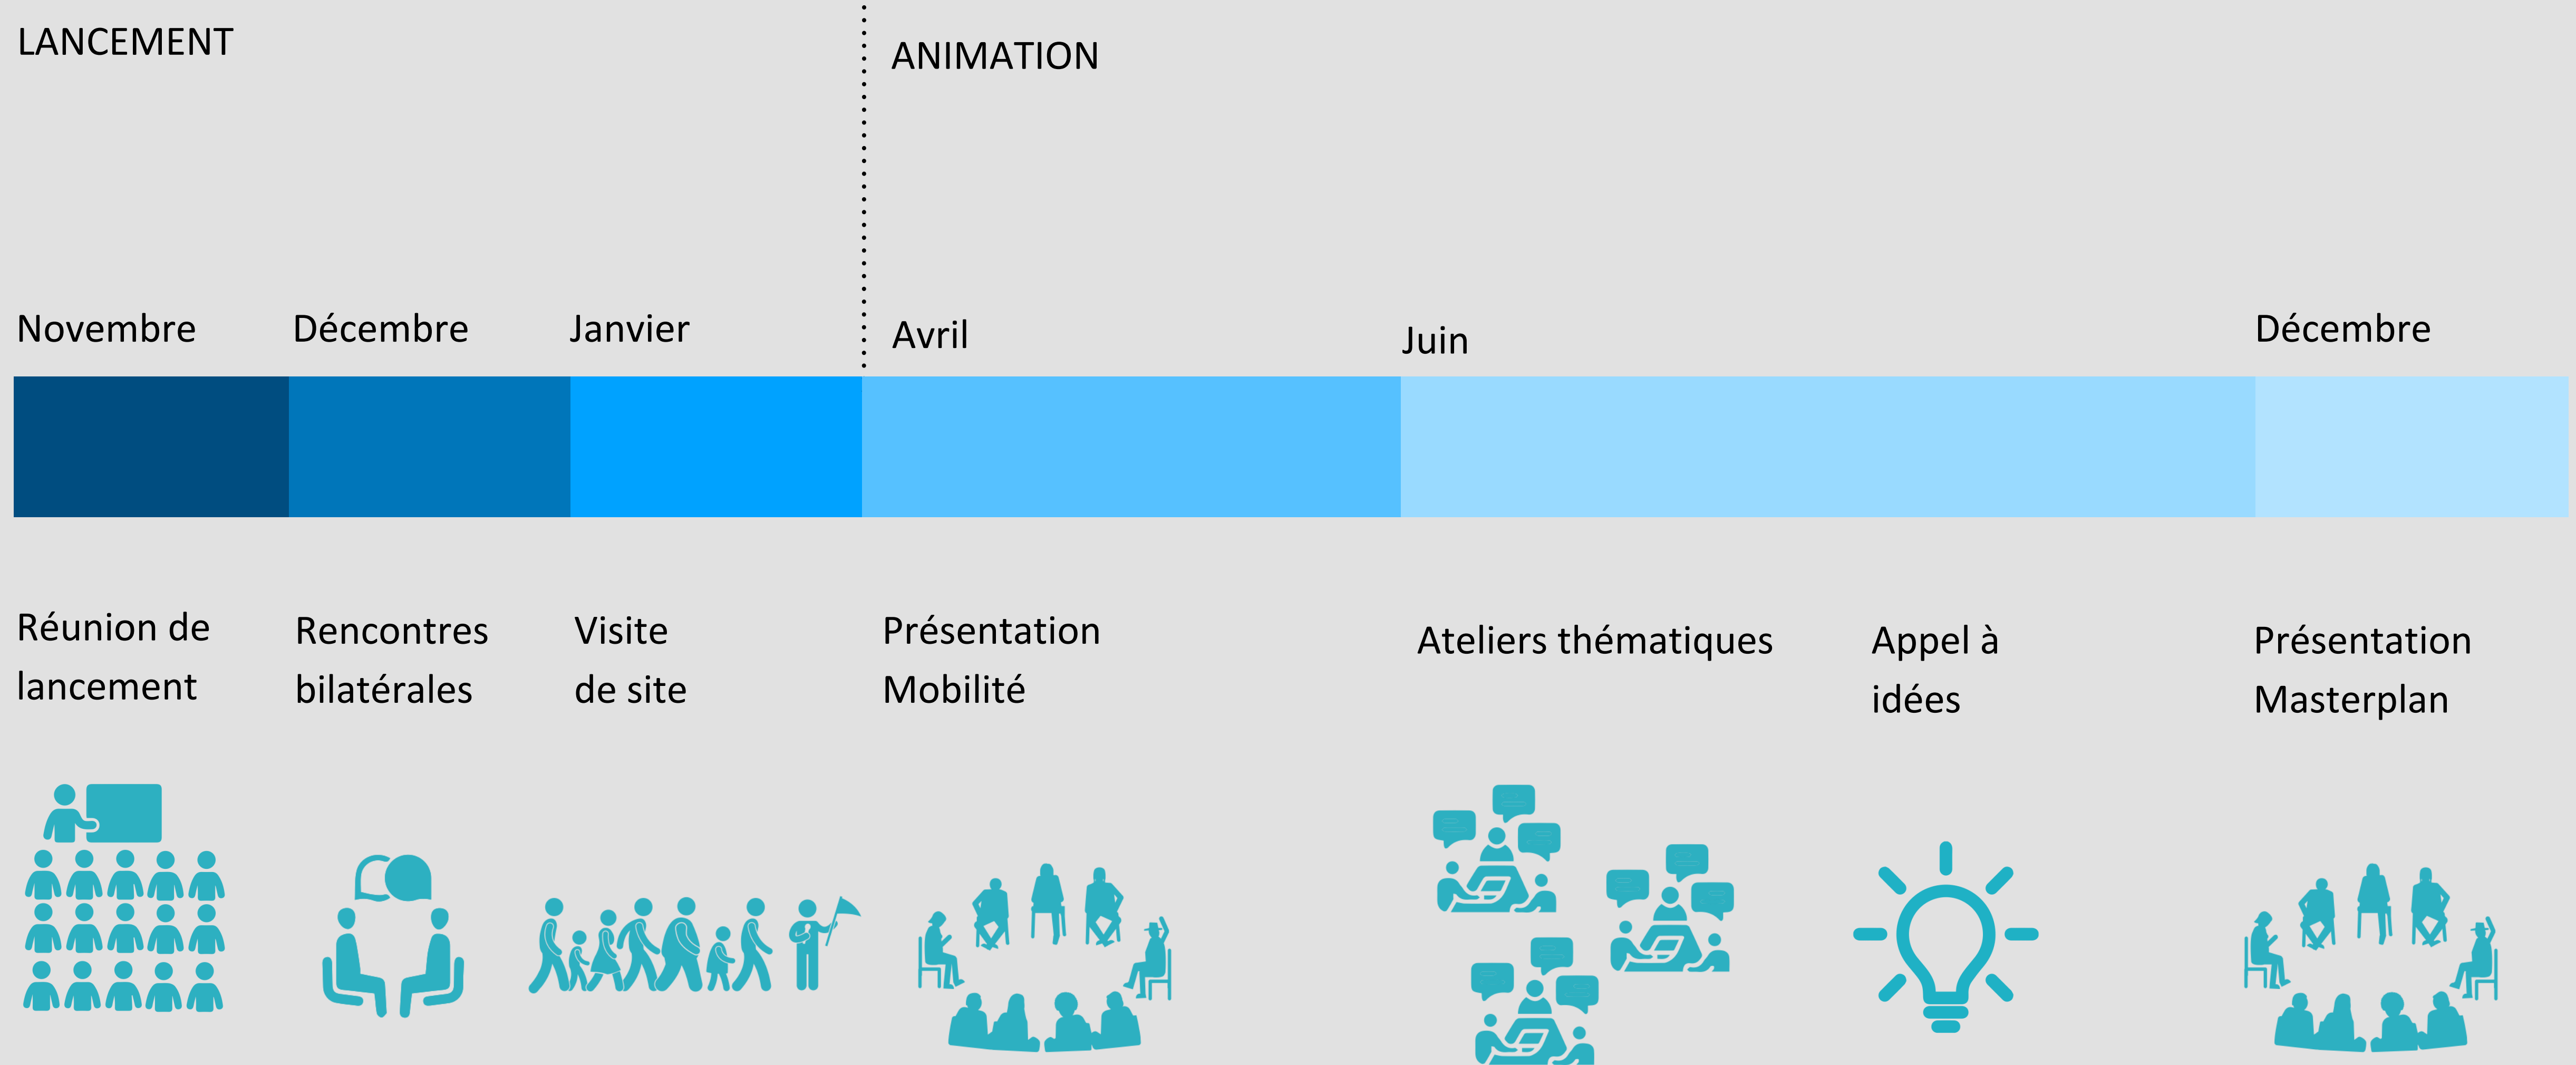 LANCEMENT
ANIMATION
Novembre
Décembre
Janvier
Avril
Juin
Décembre
Réunion de
lancement
Rencontres
bilatérales
Visite
de site
Présentation
Mobilité
Ateliers thématiques
Appel à
idées
Présentation
Masterplan